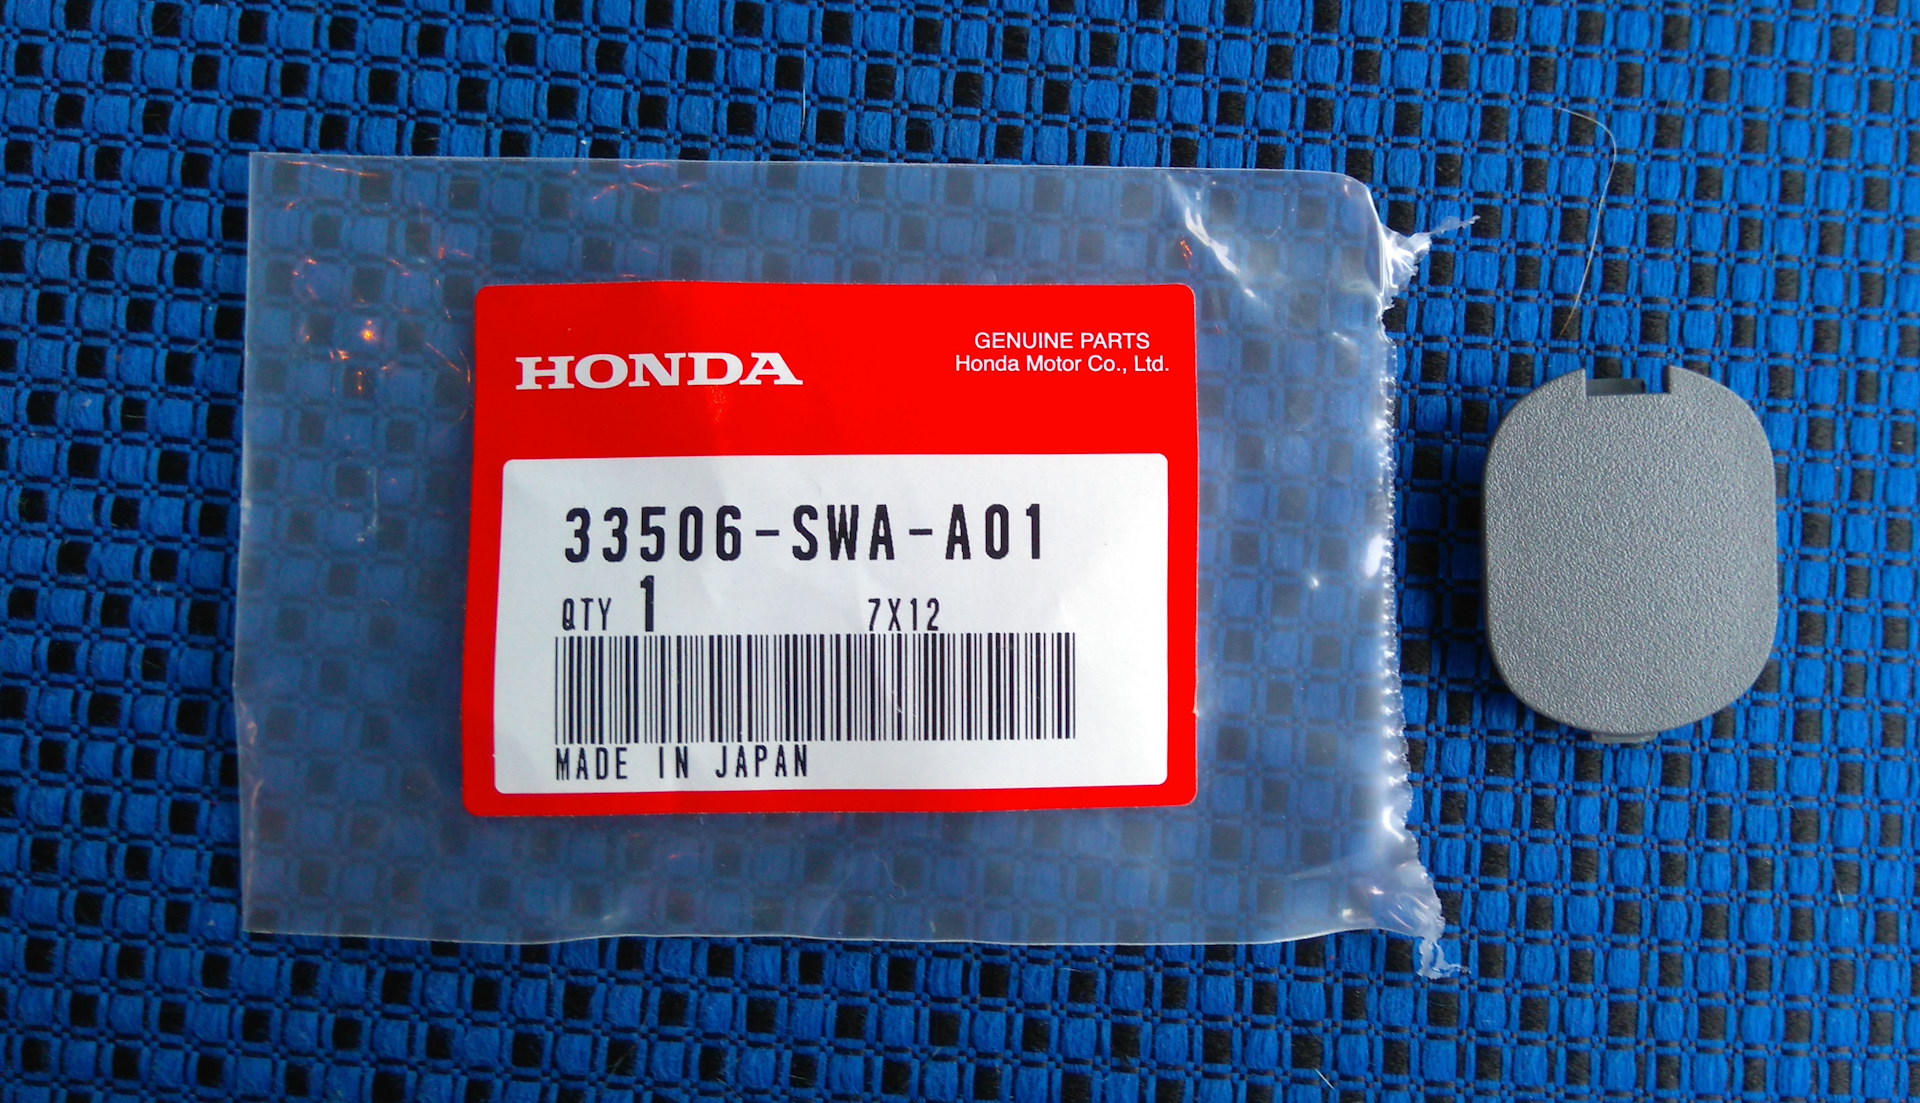 HONDA
GENUINE PARTS
Honda Motor Co., Ltd.
33506-SWA-A01
QTY 1 7X12
MADE IN JAPAN